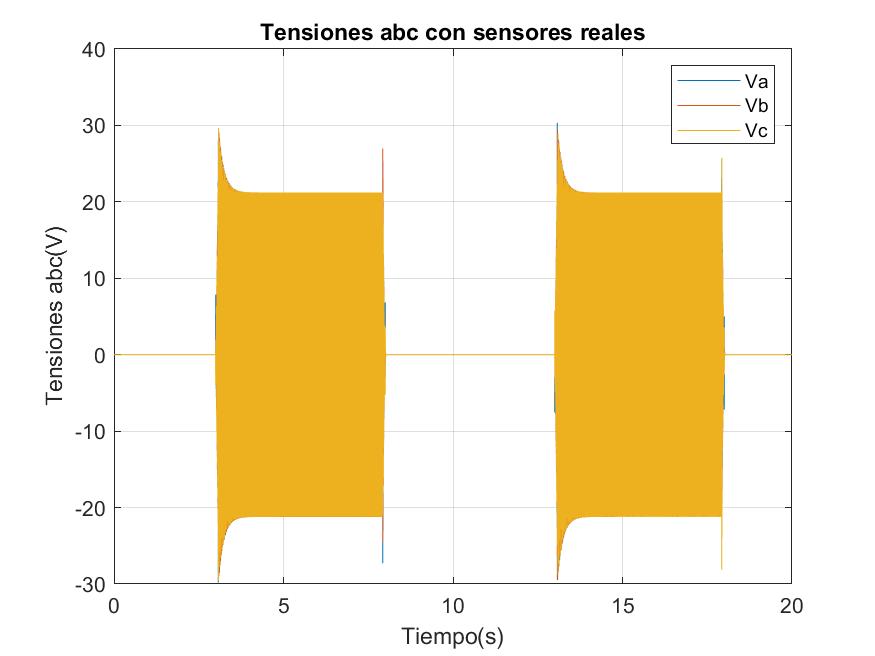 Tensiones abc con sensores reales
40
30
20
10
0
-10
-20
-30
Tensiones abc(V)
Va
Vb
Vc
0 5 10 15 20
Tiempo(s)